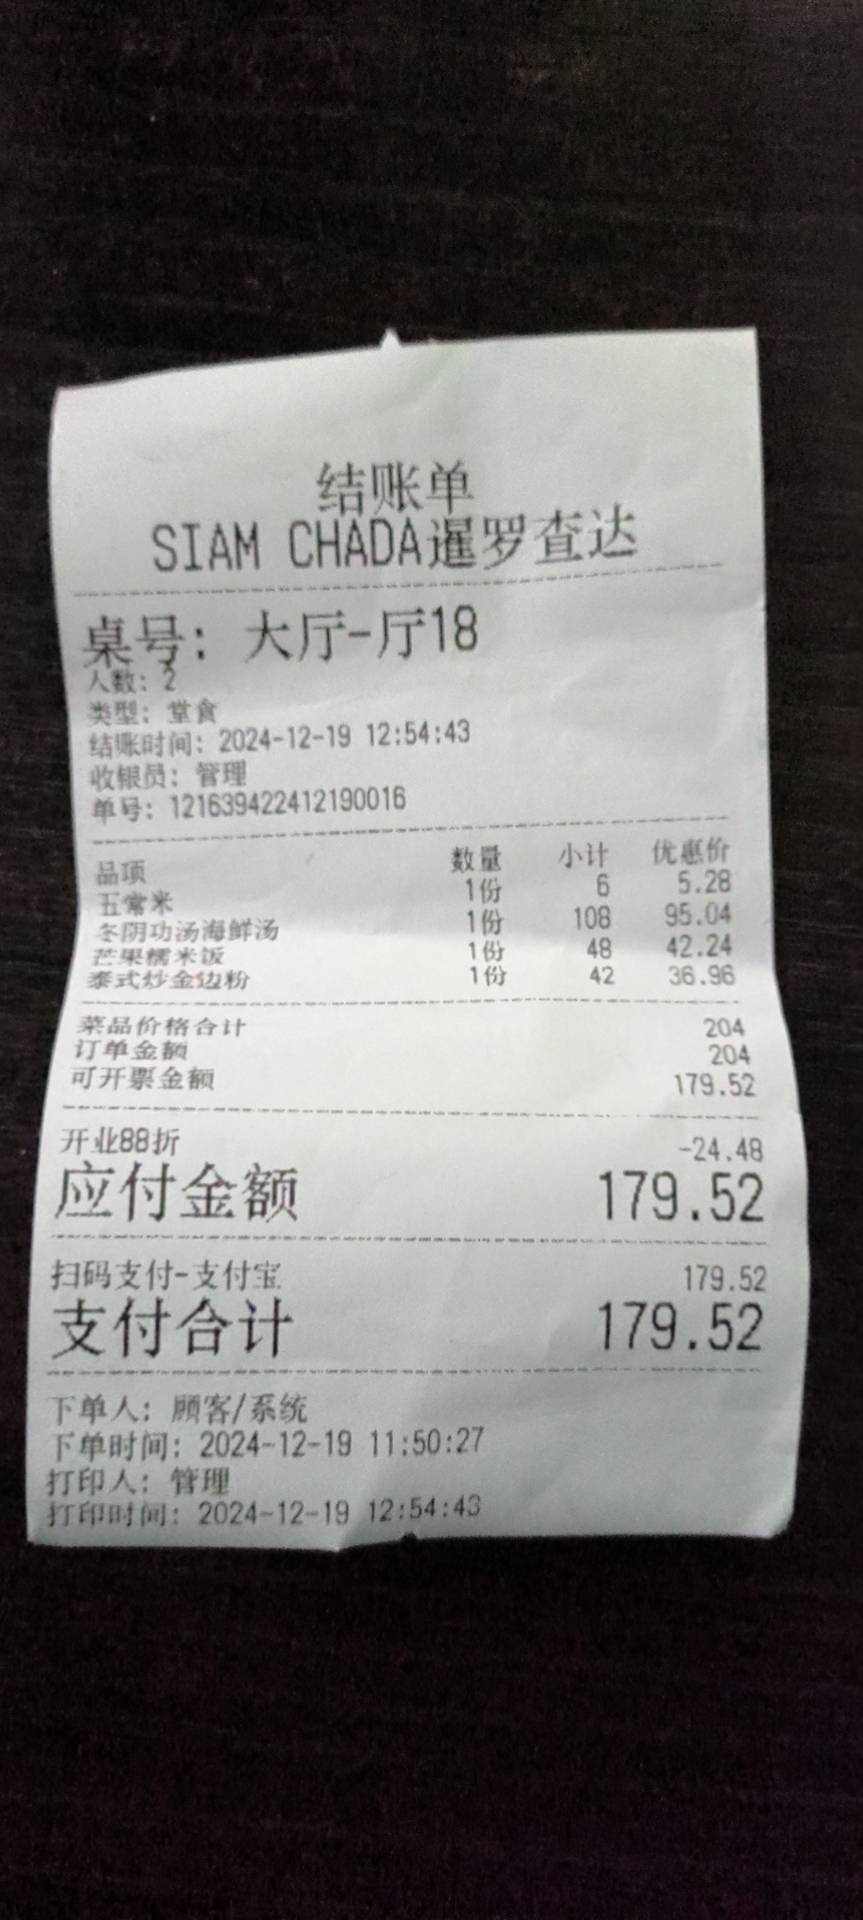 结账单
SIAM CHADA暹罗查达
桌号：大厅-厅18
人数：2
类型：堂食
结账时间：2024-12-19 12:54:43
收银员：管理
单号：1216394224121900​16
品项 数量 小计 优惠价
五常米 1份 6 5.28
冬阴功汤海鲜汤 1份 108 95.04
芒果糯米饭 1份 48 42.24
泰式炒金边粉 1份 42 36.96
菜品价格合计 204
订单金额 204
可开票金额 179.52
开业88折 -24.48
应付金额 179.52
扫码支付-支付宝 179.52
支付合计 179.52
下单人：顾客/系统
下单时间：2024-12-19 11:50:27
打印人：管理
打印时间：2024-12-19 12:54:43